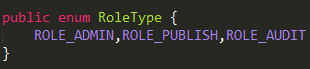 public enum RoleType {
    ROLE_ADMIN,ROLE_PUBLISH,ROLE_AUDIT
}